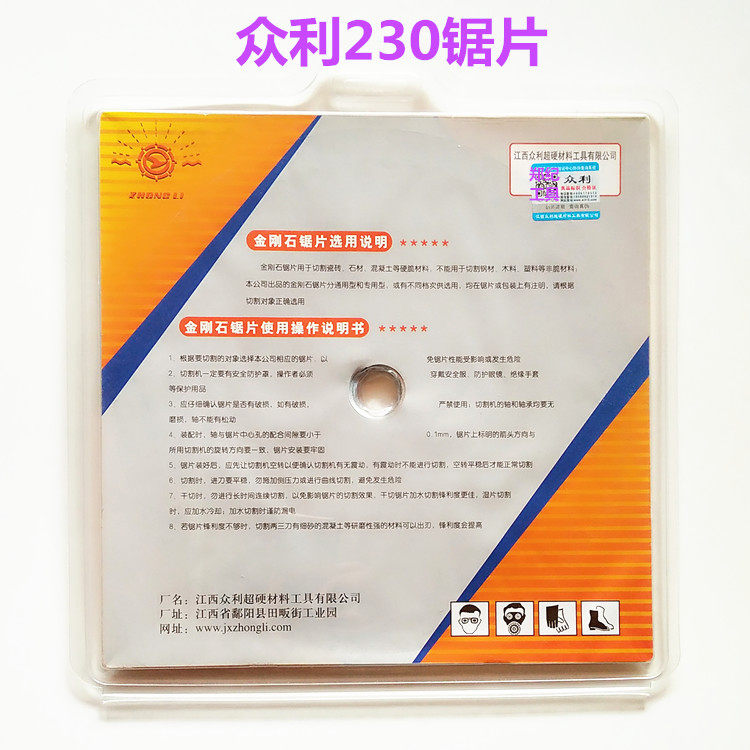 众利230锯片
ZHONG LI
江西众利超硬材料工具有限公司
众利
郑拓
工具
金刚石锯片选用说明 ★★★★★
金刚石锯片用于切割瓷砖、石材、混凝土等硬脆材料，不能用于切割钢材、木料、塑料等非脆材料；
本公司出品的金刚石锯片分通用型和专用型，或有不同档次供选用，均在锯片或包装上有注明，请根据
切割对象正确选用
金刚石锯片使用操作说明书 ★★★★★
1、根据要切割的对象选择本公司相应的锯片，以 免锯片性能受影响或发生危险
2、切割机一定要有安全防护罩，操作者必须 穿戴安全服、防护眼镜、绝缘手套
等保护用品
3、应仔细确认锯片是否有破损、如有破损， 严禁使用；切割机的轴和轴承均要无
磨损，轴不能有松动
4、装配时，轴与锯片中心孔的配合间隙要小于 0.1mm，锯片上标明的箭头方向与
所用切割机的旋转方向要一致、锯片安装要牢固
5、锯片装好后，应先让切割机空转以便确认切割机有无震动，有震动时不能进行切割，空转平稳后才能正常切割
6、切割时，进刀要平稳，勿施加侧压力或进行曲线切割，避免发生危险
7、干切时，勿进行长时间连续切割，以免影响锯片的切割效果，干切锯片加水切割锋利度更佳，湿片切割
时，应加水冷却；加水切割时谨防漏电
8、若锯片锋利度不够时，切割两三刀有细砂的混凝土等研磨性强的材料可以出刃，锋利度会提高
厂名：江西众利超硬材料工具有限公司
厂址：江西省鄱阳县田畈街工业园
网址：www.jxzhongli.com